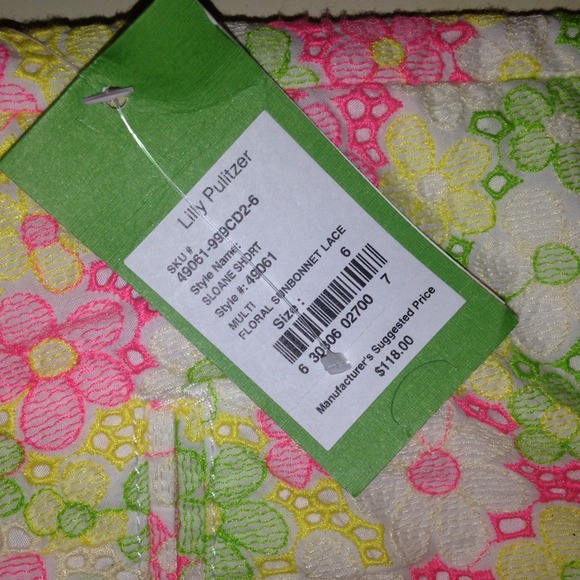 Lilly Pulitzer
SKU #
49061-999CD2-6
Style Name:
SLOANE SHORT
Style #: 49061
MULTI
FLORAL SUNBONNET LACE
Size: 6
6 30306 02700 7
Manufacturer's Suggested Price
$118.00